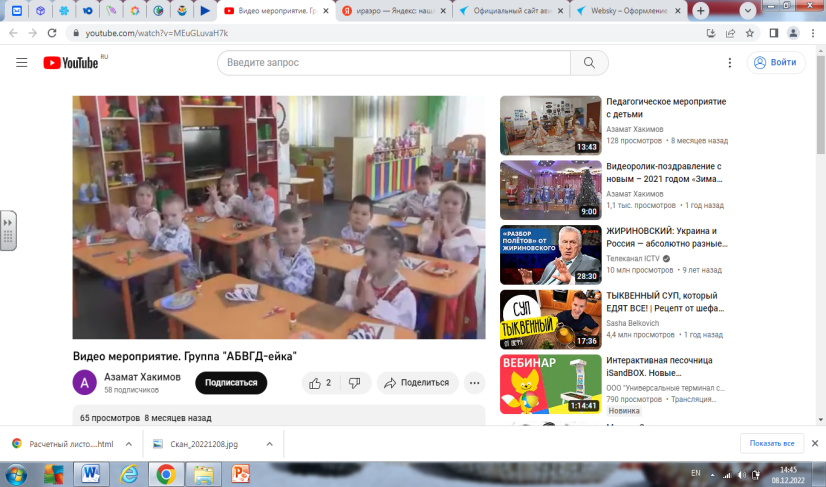 Видео мероприятие. Гр
ираэро — Яндекс: наш
Официальный сайт ави
Websky – Оформление
youtube.com/watch?v=MEuGLuvaH7k
YouTube RU
Введите запрос
Войти
13:43
Педагогическое мероприятие
с детьми
Азамат Хакимов
128 просмотров • 8 месяцев назад
9:00
Видеоролик-поздравление с
новым – 2021 годом «Зима...
Азамат Хакимов
1,1 тыс. просмотров • 1 год назад
«РАЗБОР
ПОЛЁТОВ» ОТ
ЖИРИНОВСКОГО
28:30
ЖИРИНОВСКИЙ: Украина и
Россия — абсолютно разные...
Телеканал ICTV
10 млн просмотров • 9 лет назад
СУП
ТЫКВЕННЫЙ
17:36
ТЫКВЕННЫЙ СУП, который
ЕДЯТ ВСЕ! | Рецепт от шефа...
Sasha Belkovich
4,4 млн просмотров • 1 год назад
ВЕБИНАР
1:14:41
Интерактивная песочница
iSandBOX. Новые...
ООО "Универсальные терминал с...
790 просмотров • Трансляция...
Новинка
Видео мероприятие. Группа "АБВГД-ейка"
А
Азамат Хакимов
58 подписчиков
Подписаться
2
Поделиться
65 просмотров 8 месяцев назад
Расчетный листо....html
Скан_20221208.jpg
Показать все
EN
14:45
08.12.2022